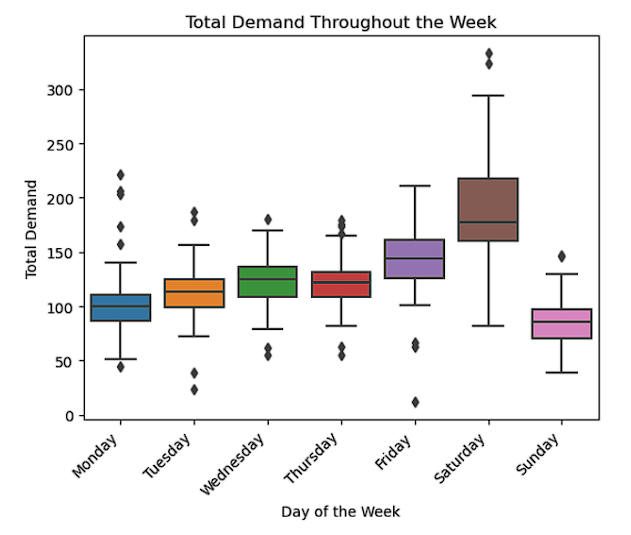 Total Demand Throughout the Week
Total Demand
300
250
200
150
100
50
0
Monday
Tuesday
Wednesday
Thursday
Friday
Saturday
Sunday
Day of the Week